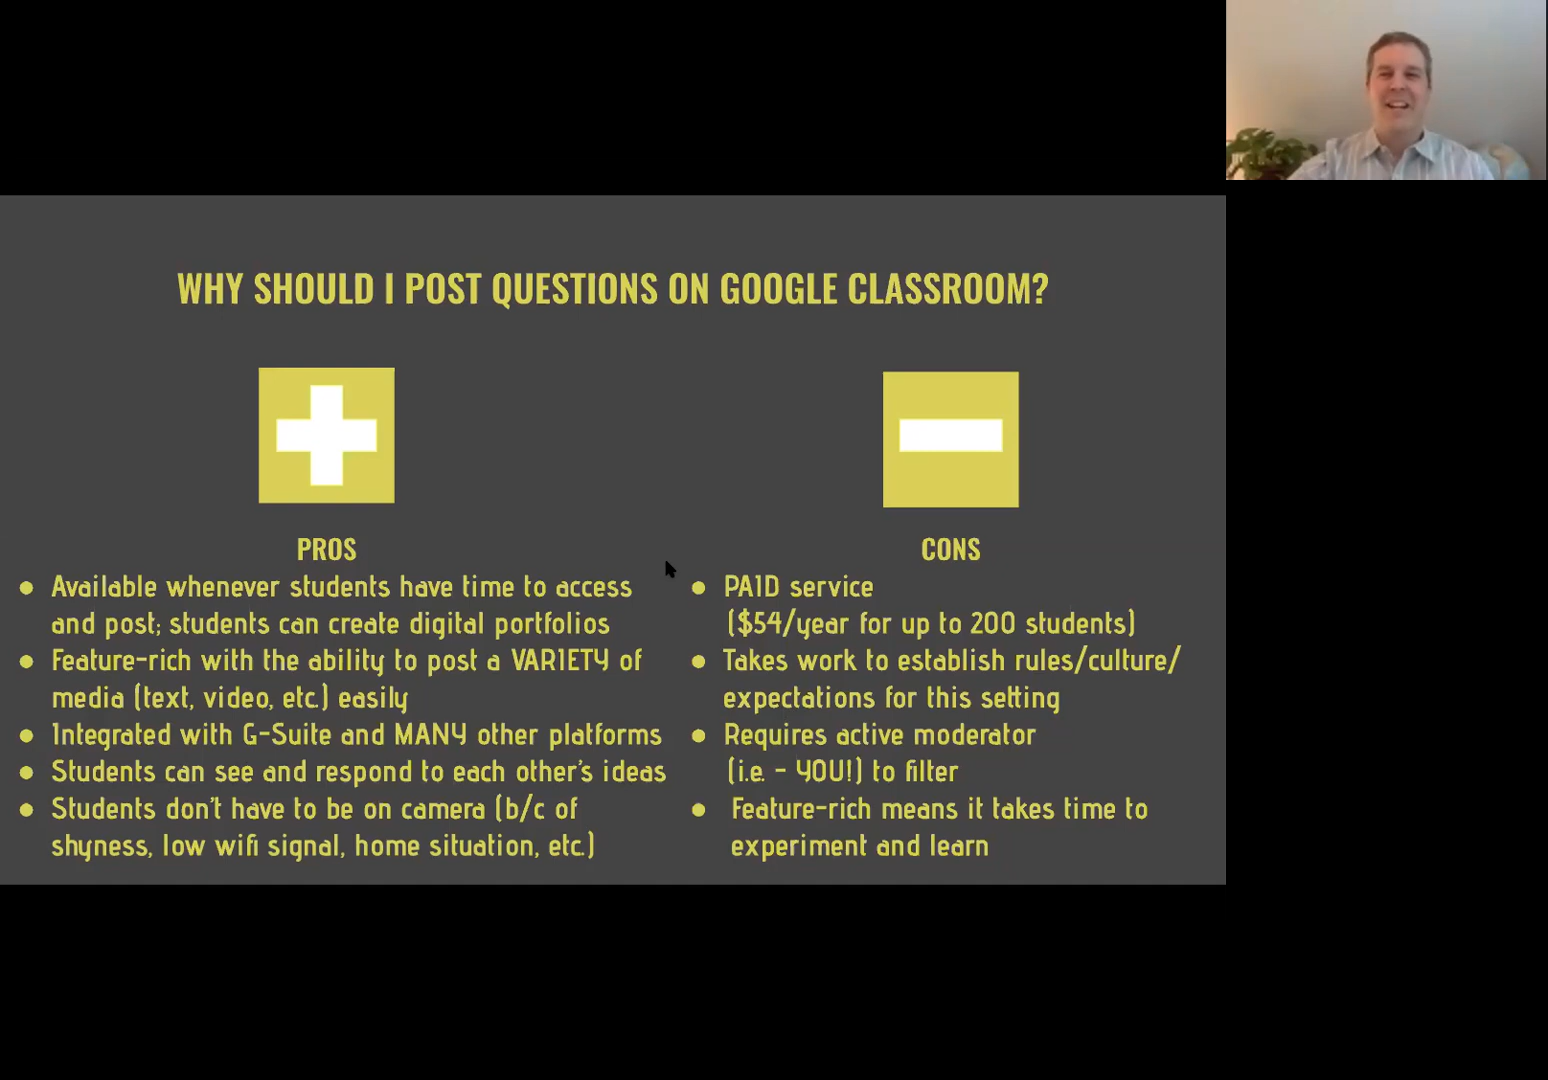 WHY SHOULD I POST QUESTIONS ON GOOGLE CLASSROOM?
PROS
● Available whenever students have time to access
and post; students can create digital portfolios
● Feature-rich with the ability to post a VARIETY of
media (text, video, etc.) easily
● Integrated with G-Suite and MANY other platforms
● Students can see and respond to each other's ideas
● Students don't have to be on camera (b/c of
shyness, low wifi signal, home situation, etc.)
CONS
● PAID service
($54/year for up to 200 students)
● Takes work to establish rules/culture/
expectations for this setting
● Requires active moderator
(i.e. - YOU!) to filter
● Feature-rich means it takes time to
experiment and learn